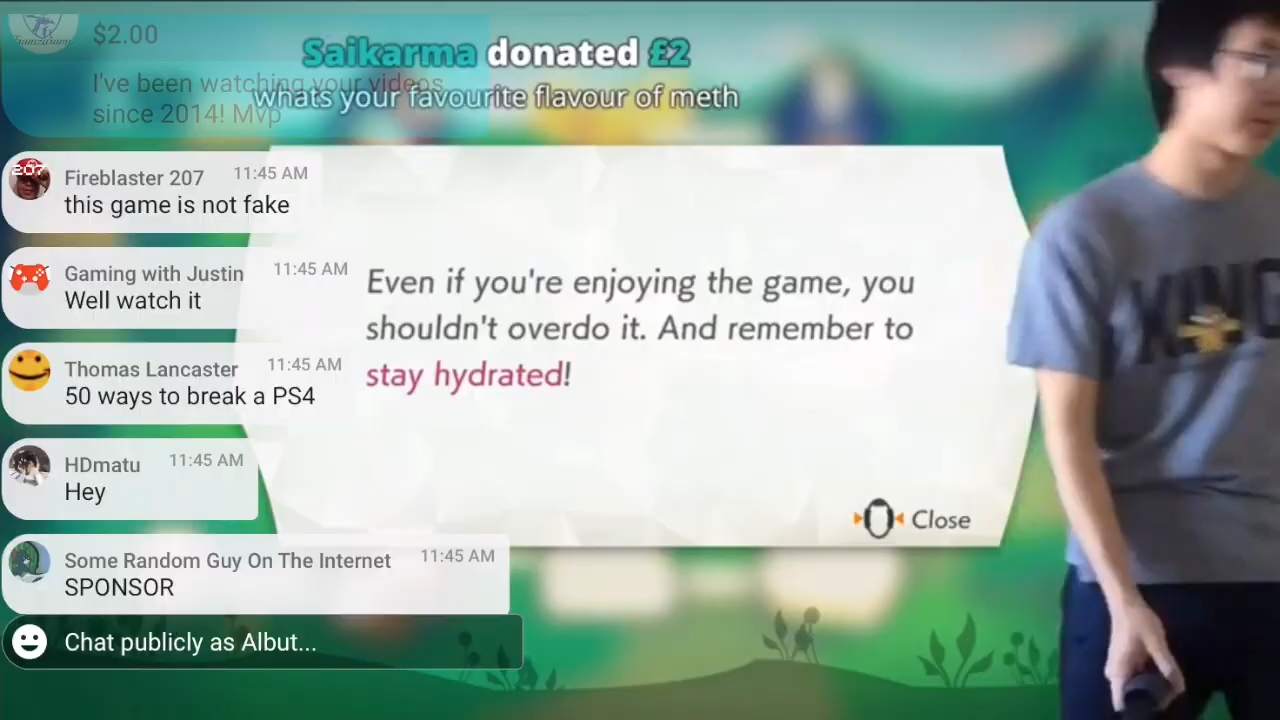 $2.00
I've been watching your videos
since 2014! Mvp
Saikarma donated £2
whats your favourite flavour of meth
207
Fireblaster 207 11:45 AM
this game is not fake
Gaming with Justin 11:45 AM
Well watch it
Thomas Lancaster 11:45 AM
50 ways to break a PS4
HDmatu 11:45 AM
Hey
Some Random Guy On The Internet 11:45 AM
SPONSOR
Chat publicly as Albut...
Even if you're enjoying the game, you
shouldn't overdo it. And remember to
stay hydrated!
Close